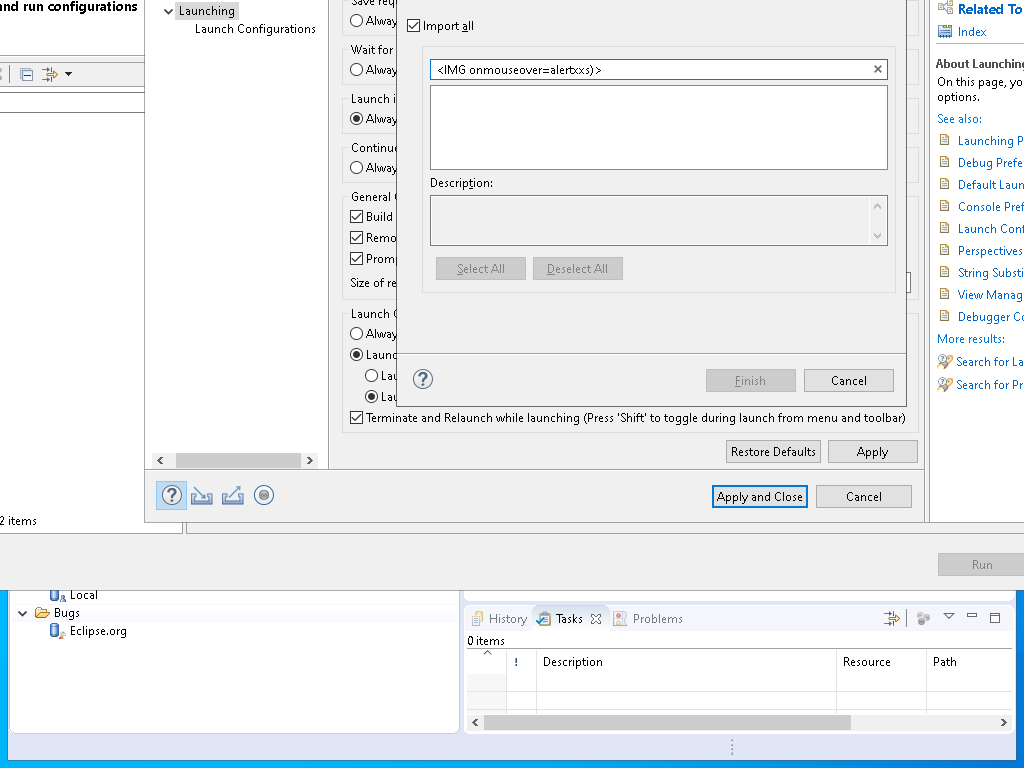 and run configurations
Launching
Launch Configurations
Save
Alway
Wait for
Alway
Launch i
Alway
Continu
Alway
General
Build
Remo
Prom
Size of re
Launch
Alway
Laun
Lau
Lau
Terminate and Relaunch while launching (Press 'Shift' to toggle during launch from menu and toolbar)
Restore Defaults
Apply
Apply and Close
Cancel
Import all
<IMG onmouseover=alertxxs)>
Description:
Select All
Deselect All
Finish
Cancel
Related To
Index
About Launching
On this page, yo
options.
See also:
Launching P
Debug Prefe
Default Laun
Console Pref
Launch Conf
Perspectives
String Substi
View Manag
Debugger Co
More results:
Search for La
Search for Pr
2 items
Run
Local
Bugs
Eclipse.org
History
Tasks
Problems
0 items
!
Description
Resource
Path